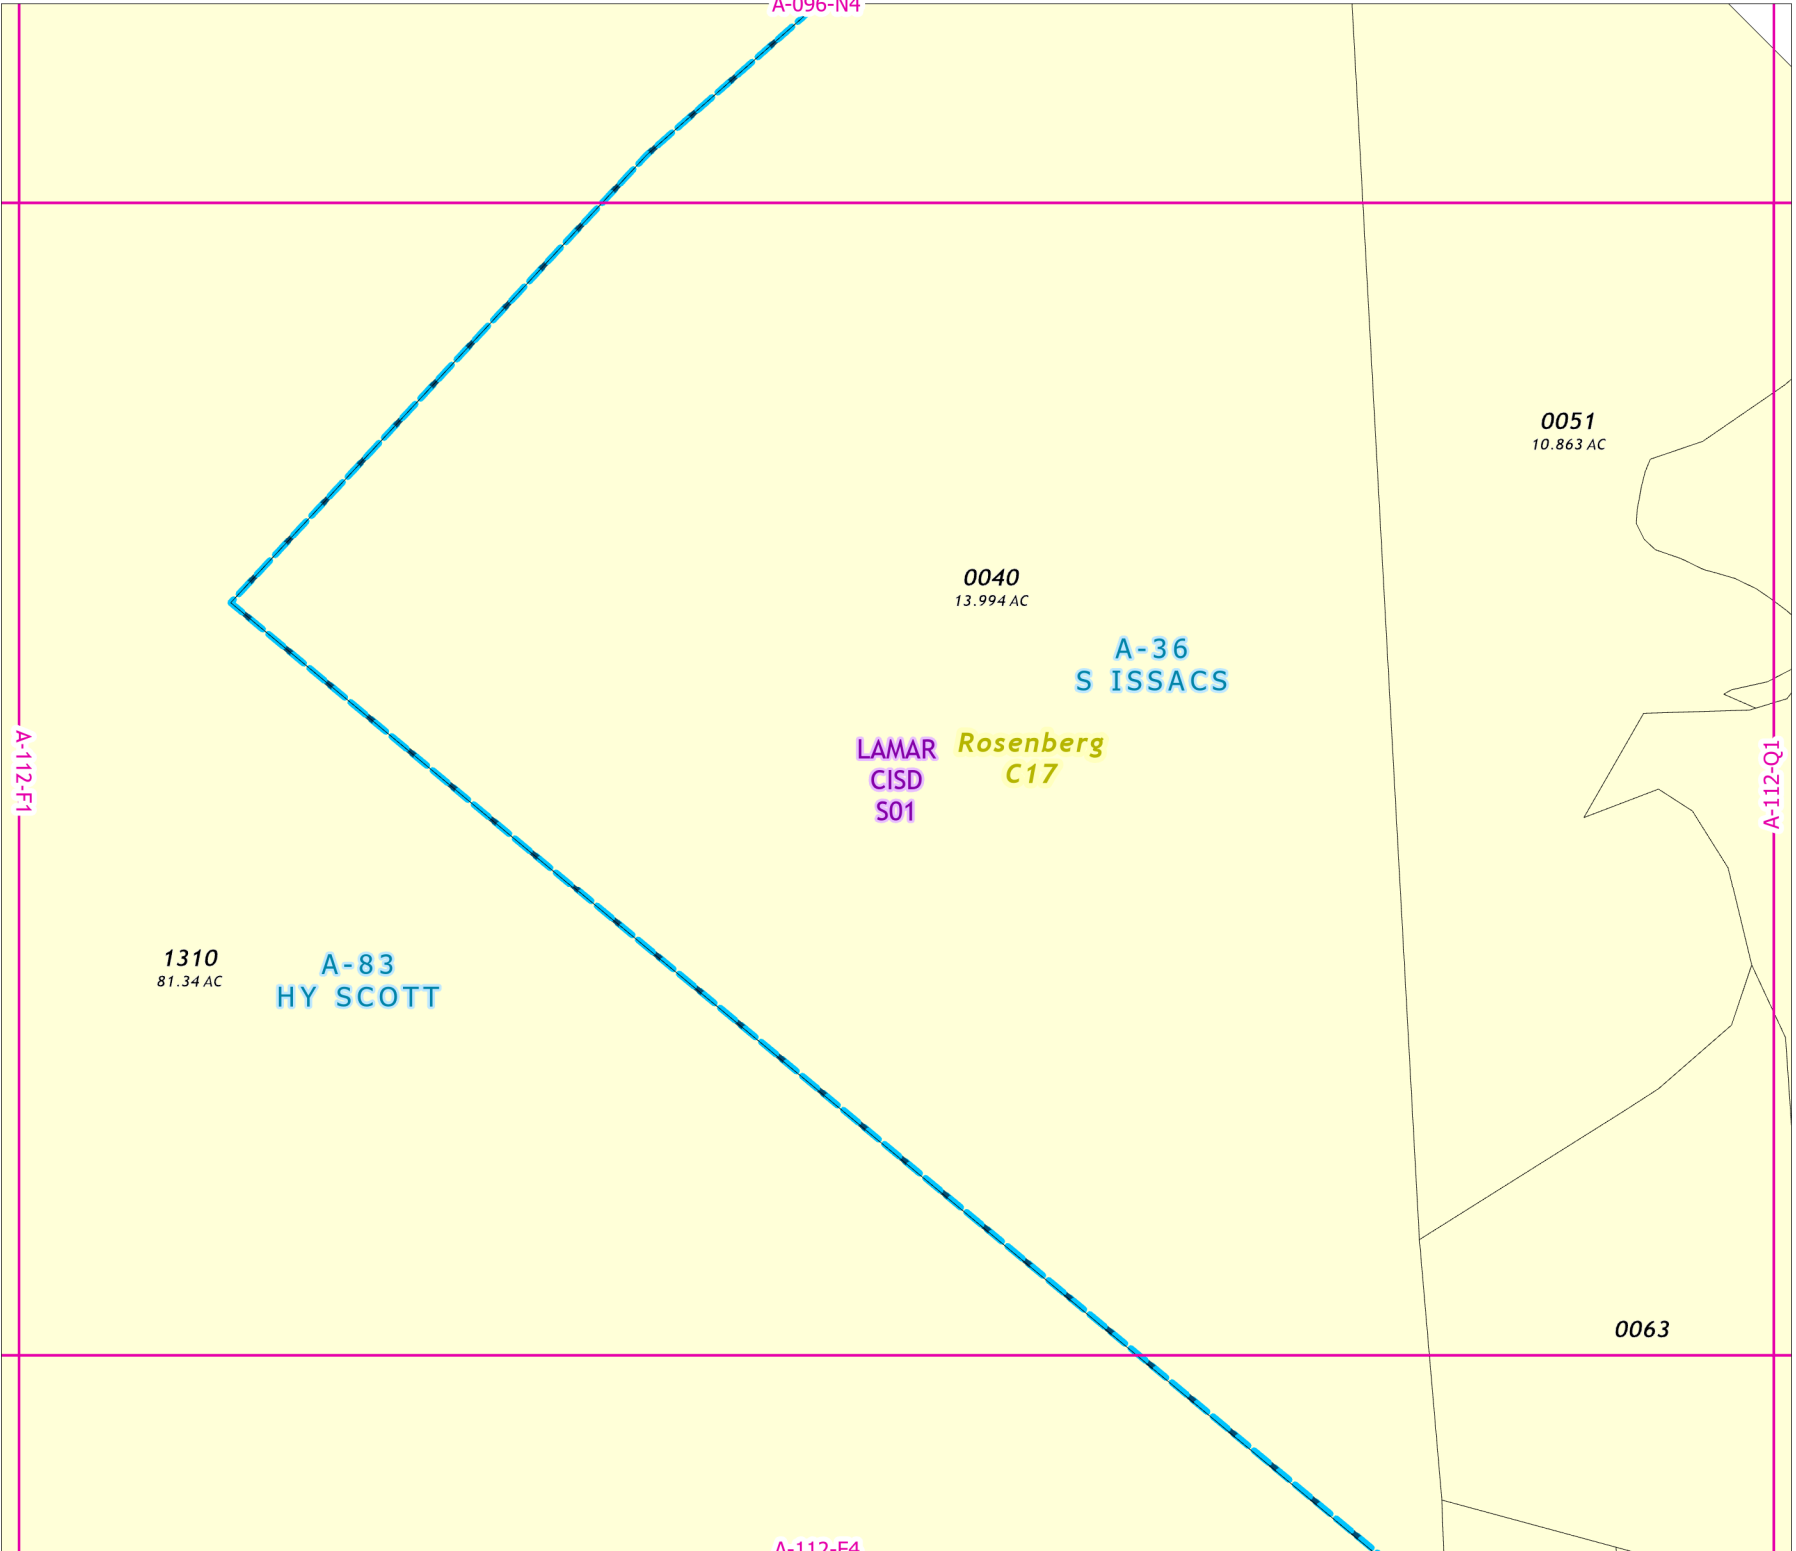 A-096-N4
0051
10.863 AC
0040
13.994 AC
A-36
S ISSACS
LAMAR
CISD
S01
Rosenberg
C17
A-112-F1
A-112-Q1
1310
81.34 AC
A-83
HY SCOTT
0063
A-112-F4